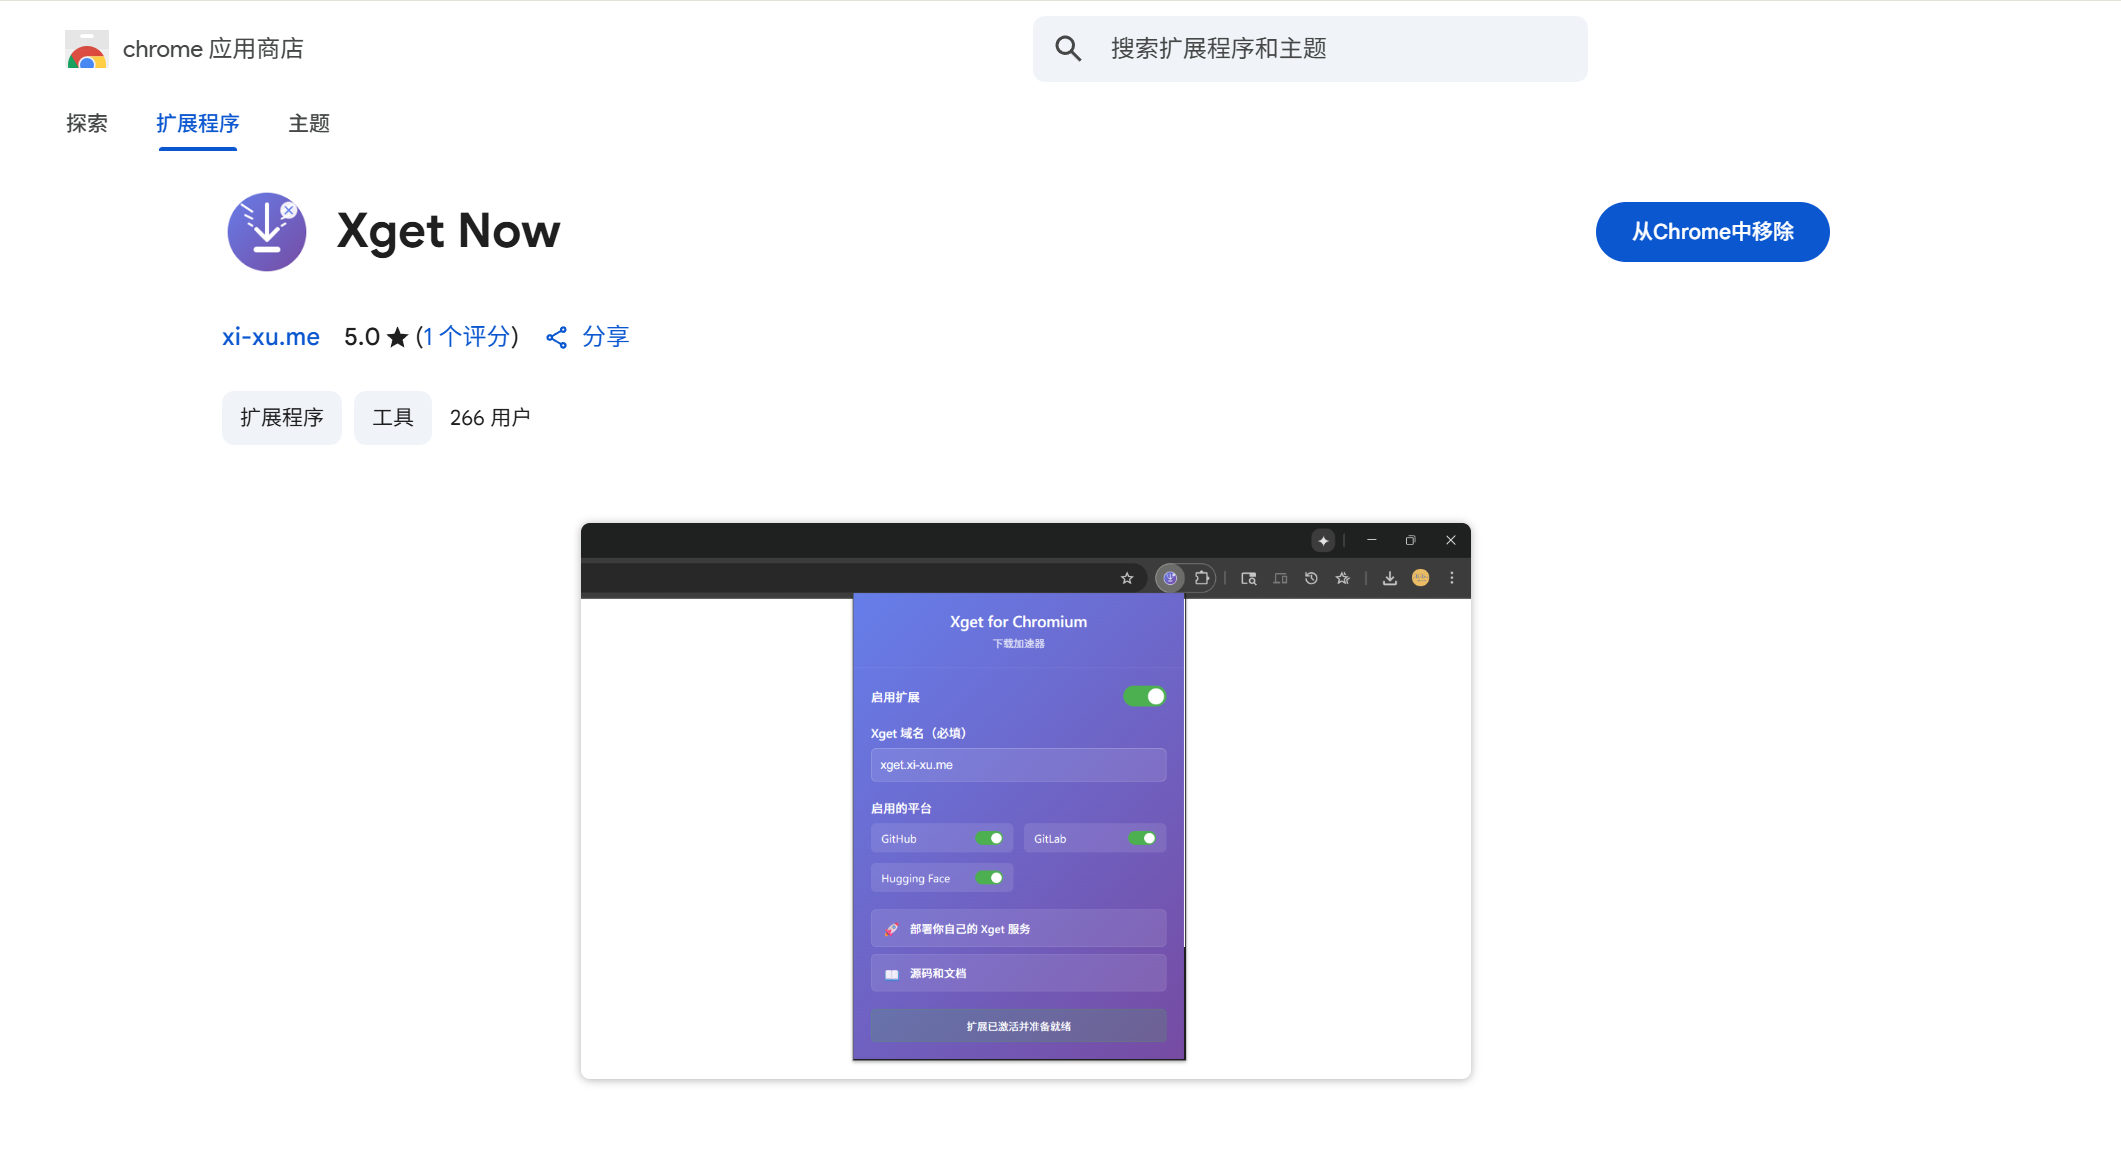 chrome 应用商店
搜索扩展程序和主题
探索 扩展程序 主题
Xget Now
从Chrome中移除
xi-xu.me 5.0 ★ (1 个评分) 分享
扩展程序 工具 266 用户
Xget for Chromium
下载加速器
启用扩展
Xget 域名（必填）
xget.xi-xu.me
启用的平台
GitHub GitLab
Hugging Face
部署你自己的 Xget 服务
源码和文档
扩展已激活并准备就绪